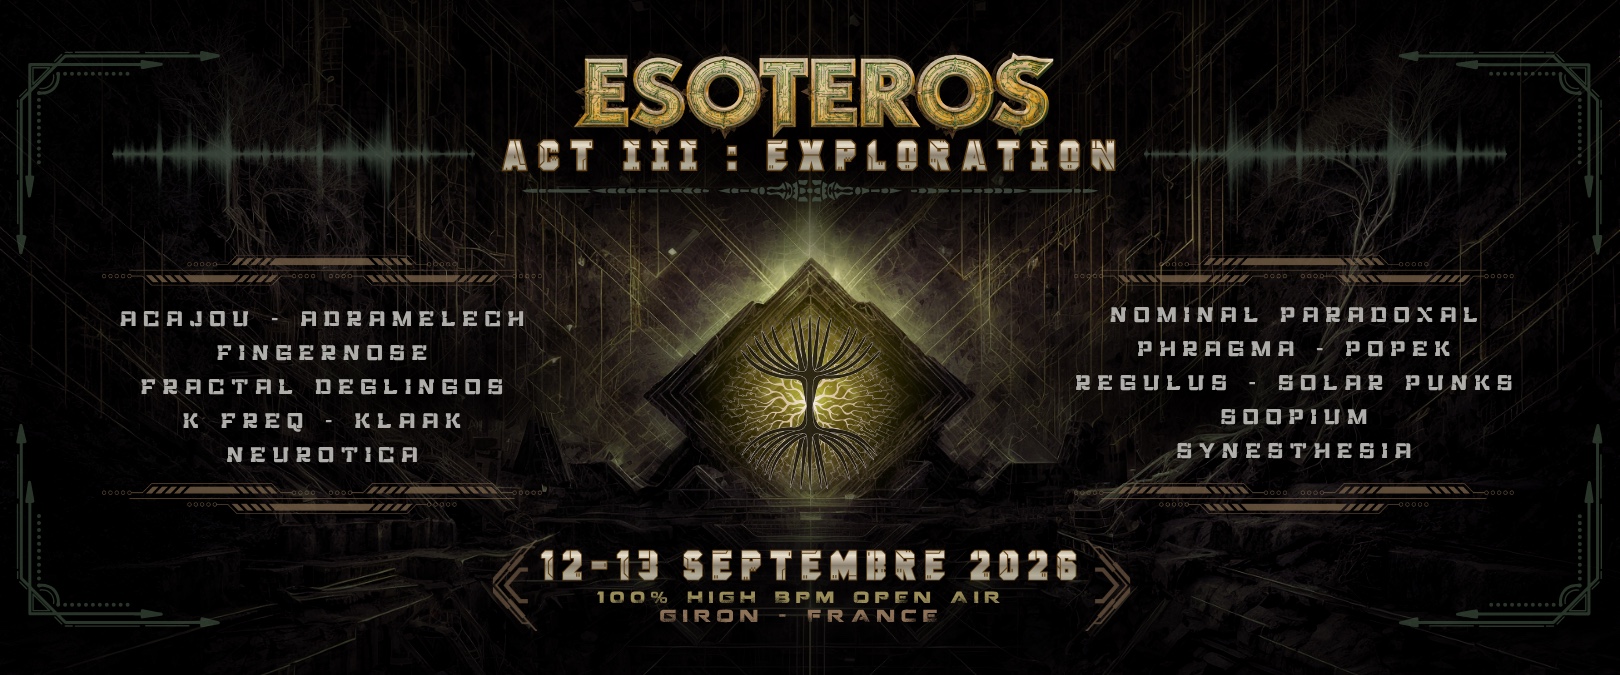 ESOTEROS
ACT III : EXPLORATION
ACAJOU - ADRAMELECH
FINGERNOSE
FRACTAL DEGLINGOS
K FREQ - KLAAK
NEUROTICA
NOMINAL PARADOXAL
PHRAGMA - POPEK
REGULUS - SOLAR PUNKS
SOOPIUM
SYNESTHESIA
12-13 SEPTEMBRE 2026
100% HIGH BPM OPEN AIR
GIRON - FRANCE